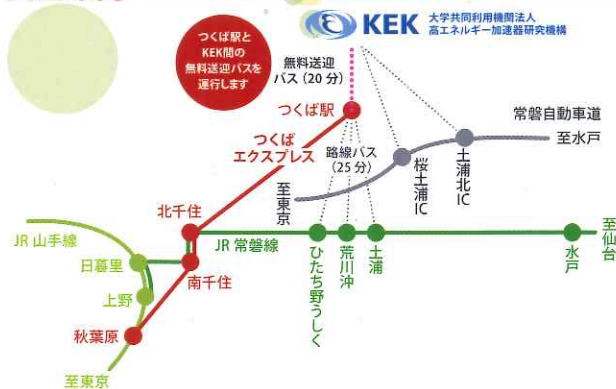 KEK
大学共同利用機関法人
高エネルギー加速器研究機構
つくば駅と
KEK間の
無料送迎バスを
運行します
無料送迎
バス(20分)
つくば駅
常磐自動車道
至水戸
つくば
エクスプレス
路線バス
(25分)
桜土浦IC
土浦北IC
至東京
北千住
JR 山手線
JR 常磐線
至仙台
日暮里
南千住
ひたち野うしく
荒川沖
土浦
水戸
上野
秋葉原
至東京